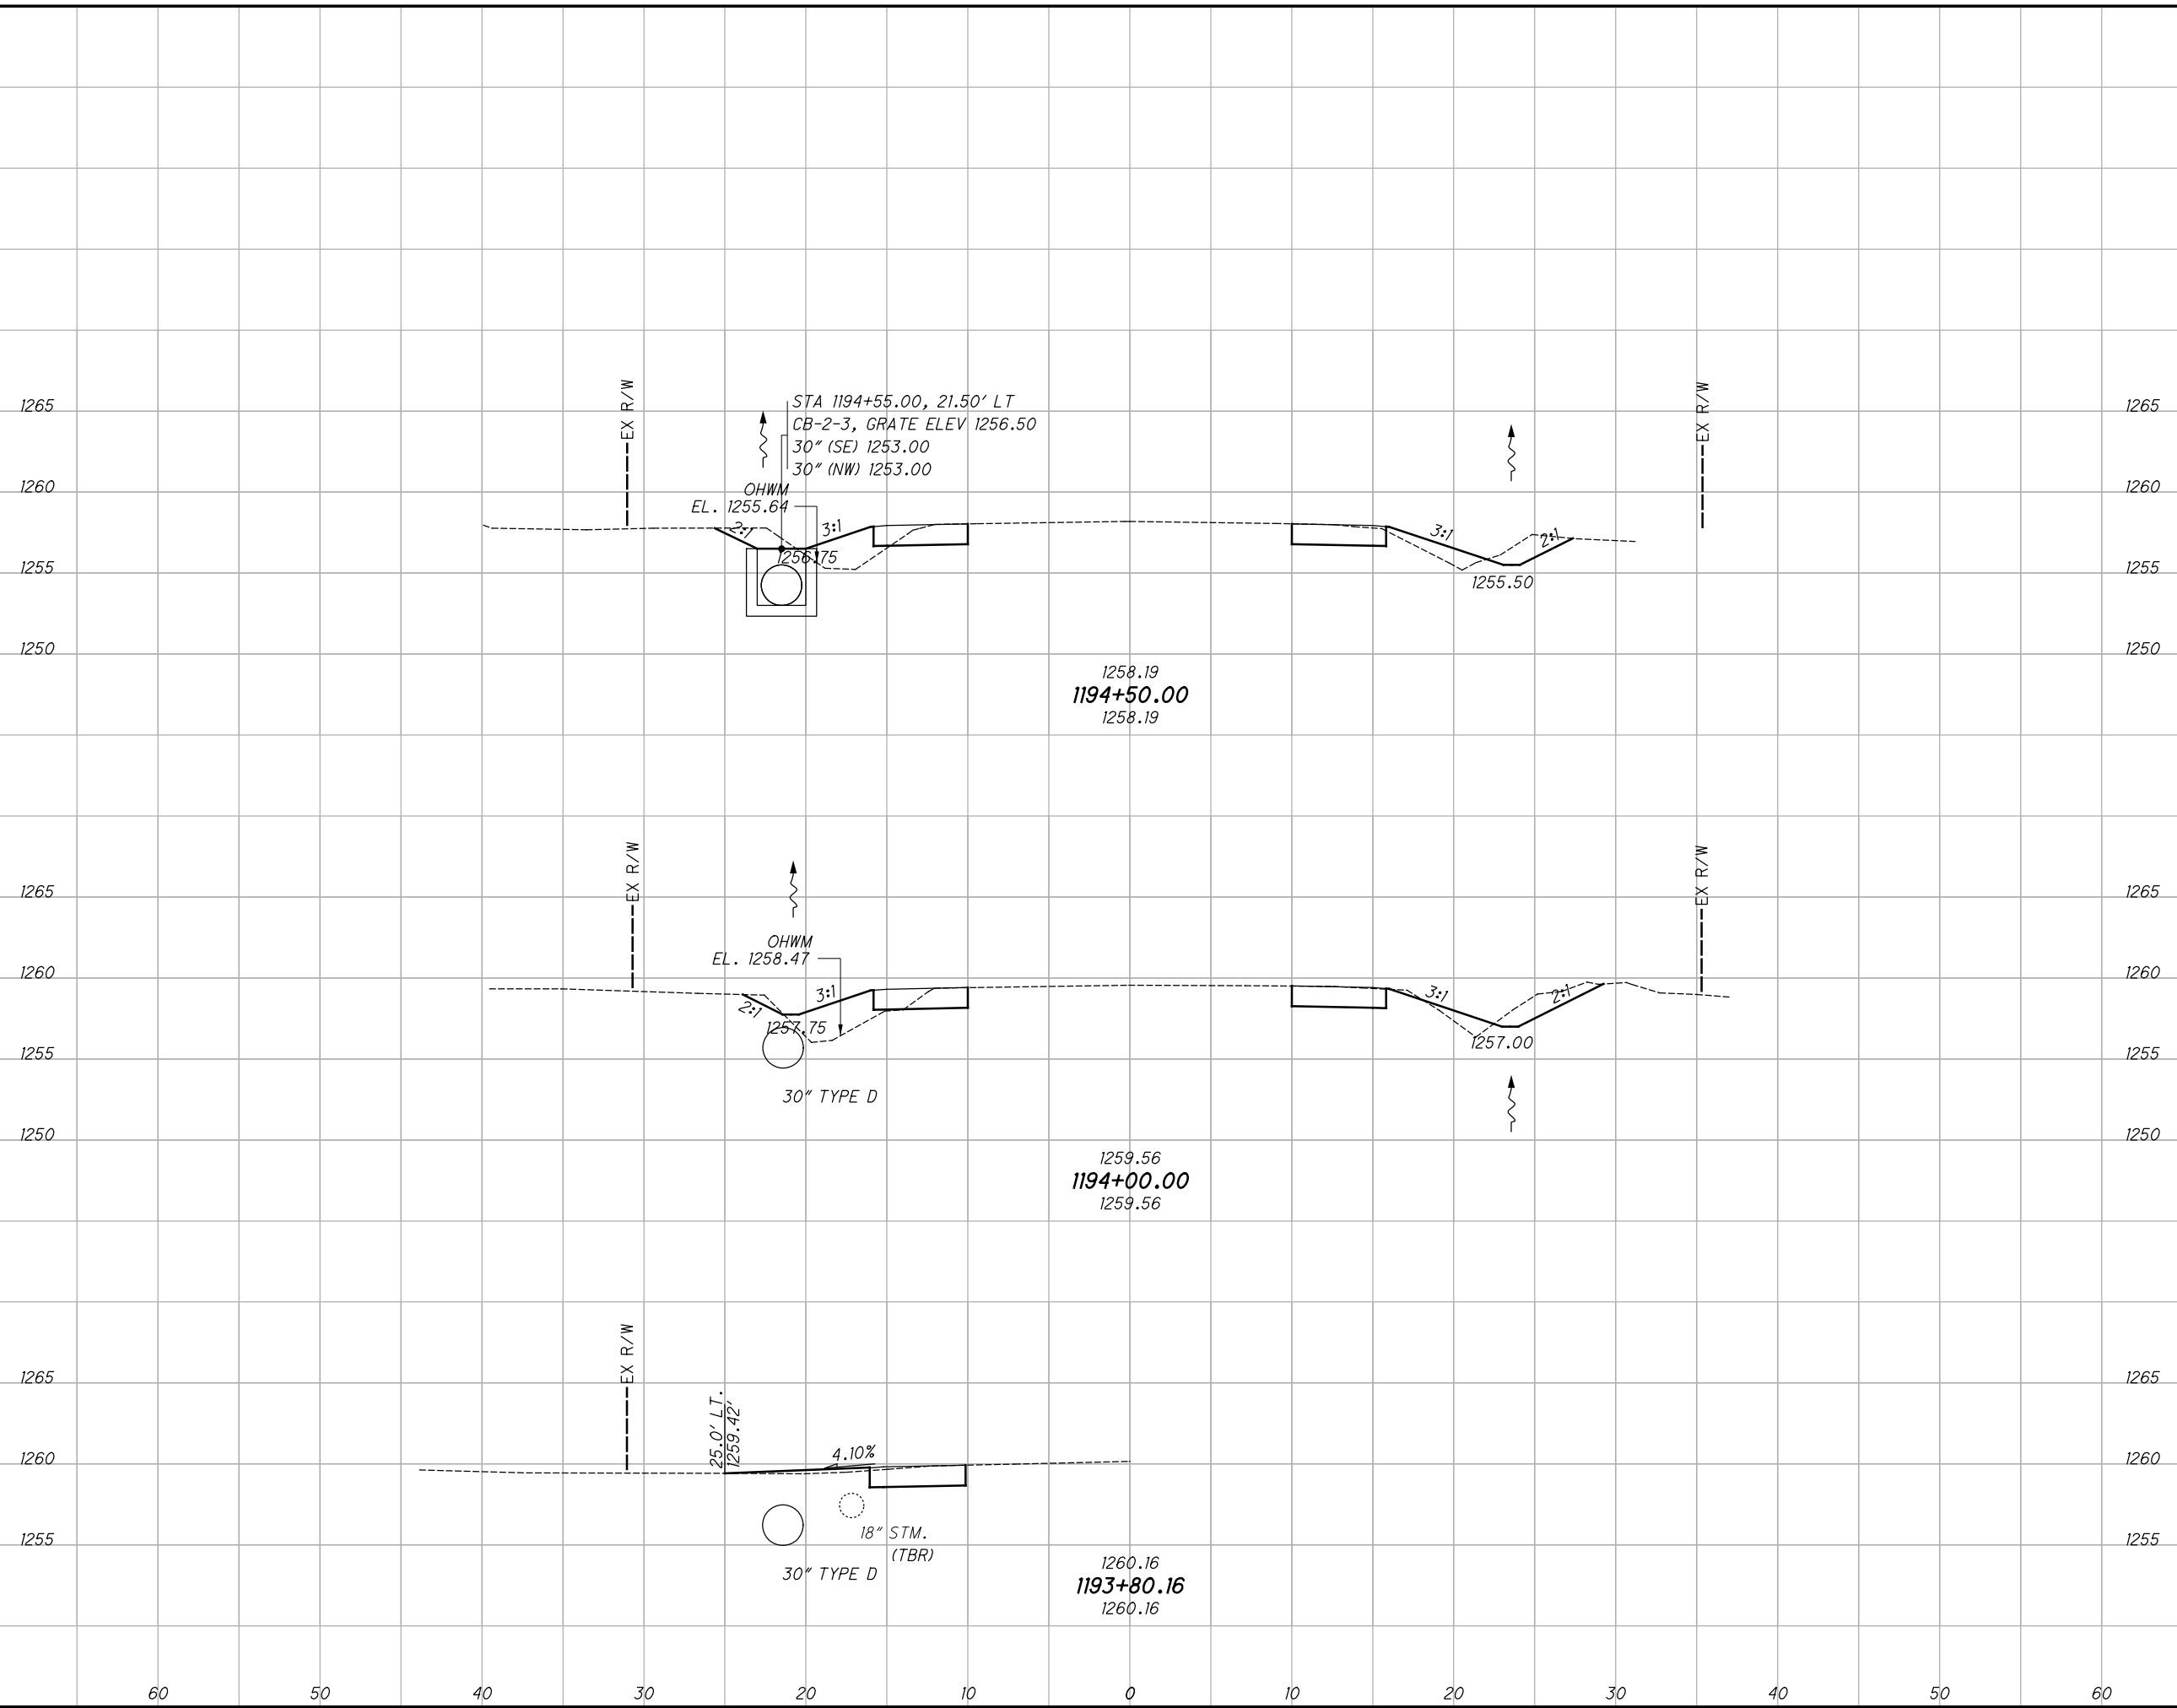 EX R/W
EX R/W
STA 1194+55.00, 21.50' LT
CB-2-3, GRATE ELEV 1256.50
30" (SE) 1253.00
30" (NW) 1253.00
1265
1265
OHWM
EL. 1255.64
1260
1260
2:1
3:1
3:1
2:1
1256.75
1255
1255.50
1255
1250
1250
1258.19
1194+50.00
1258.19
EX R/W
EX R/W
1265
1265
OHWM
EL. 1258.47
1260
1260
2:1
3:1
3:1
2:1
1257.75
1257.00
1255
1255
30" TYPE D
1250
1250
1259.56
1194+00.00
1259.56
EX R/W
1265
1265
25.0' LT.
1259.42'
4.10%
1260
1260
18" STM.
(TBR)
1255
1255
30" TYPE D
1260.16
1193+80.16
1260.16
60 50 40 30 20 10 0 10 20 30 40 50 60